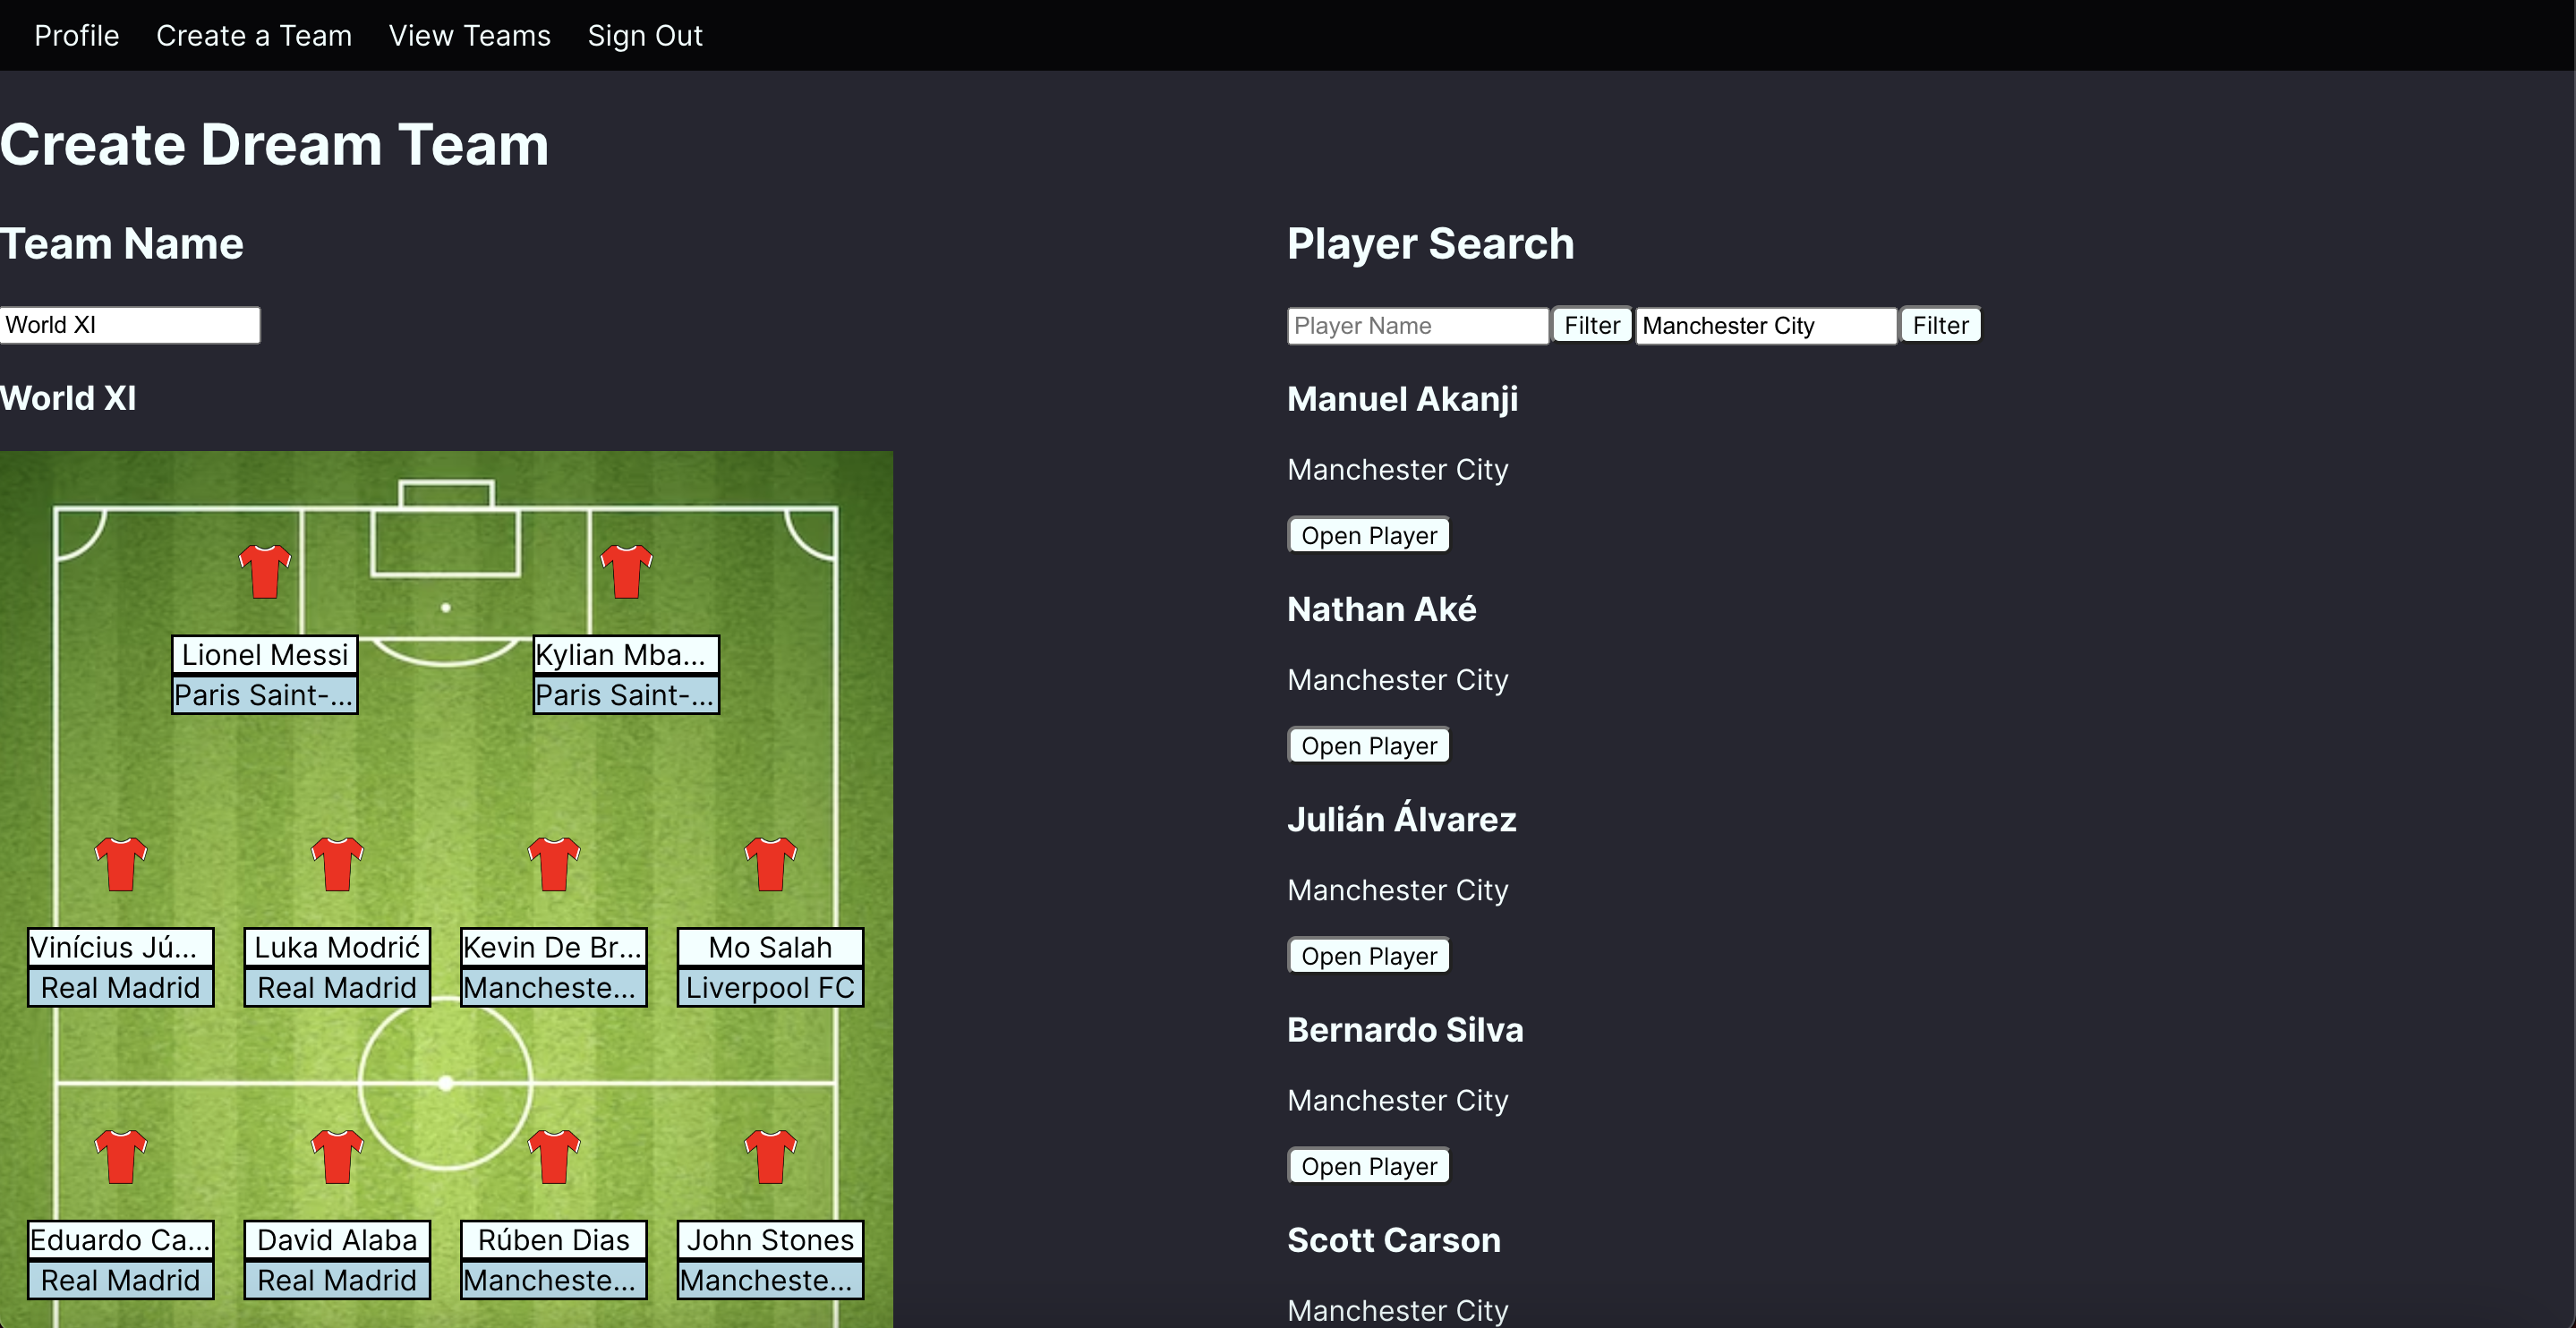 Profile Create a Team View Teams Sign Out
Create Dream Team
Team Name
World XI
World XI
Lionel Messi
Paris Saint-...
Kylian Mba...
Paris Saint-...
Vinícius Jú...
Real Madrid
Luka Modrić
Real Madrid
Kevin De Br...
Mancheste...
Mo Salah
Liverpool FC
Eduardo Ca...
Real Madrid
David Alaba
Real Madrid
Rúben Dias
Mancheste...
John Stones
Mancheste...
Player Search
Player Name Filter Manchester City Filter
Manuel Akanji
Manchester City
Open Player
Nathan Aké
Manchester City
Open Player
Julián Álvarez
Manchester City
Open Player
Bernardo Silva
Manchester City
Open Player
Scott Carson
Manchester City